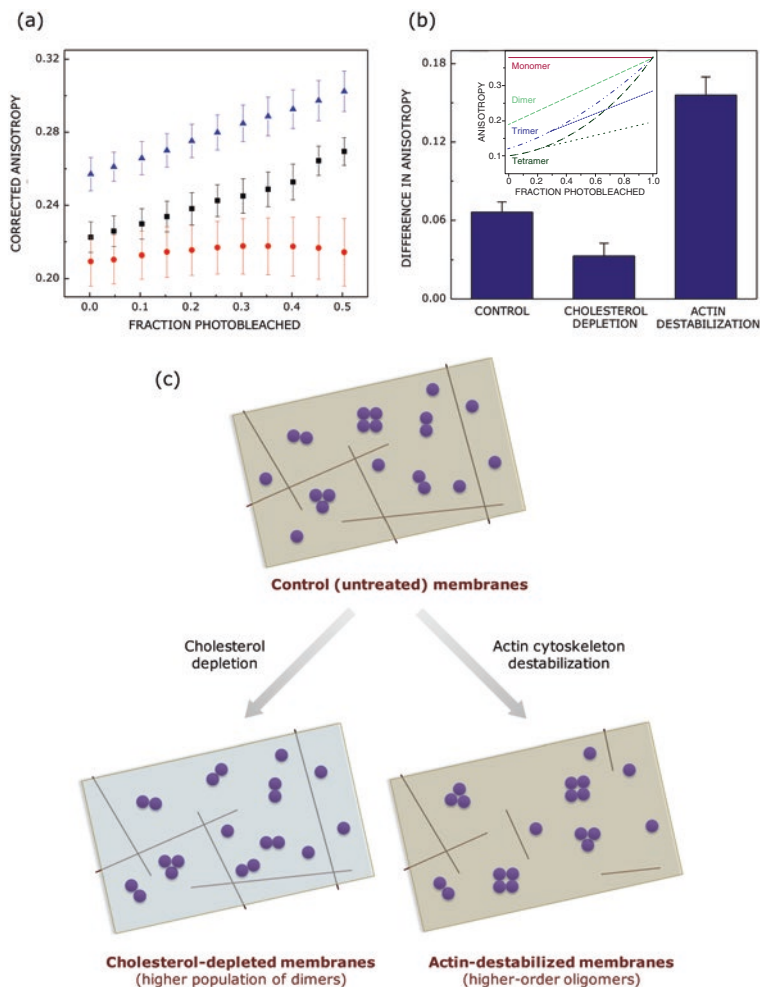 (a)
0.32
0.28
0.24
0.20
CORRECTED ANISOTROPY
0.0 0.1 0.2 0.3 0.4 0.5
FRACTION PHOTOBLEACHED
(b)
0.18
0.12
0.06
0.00
DIFFERENCE IN ANISOTROPY
CONTROL
CHOLESTEROL
DEPLETION
ACTIN
DESTABILIZATION
Monomer
Dimer
Trimer
Tetramer
0.3
0.2
0.1
ANISOTROPY
0 0.2 0.4 0.6 0.8 1.0
FRACTION PHOTOBLEACHED
(c)
Control (untreated) membranes
Cholesterol
depletion
Actin cytoskeleton
destabilization
Cholesterol-depleted membranes
(higher population of dimers)
Actin-destabilized membranes
(higher-order oligomers)